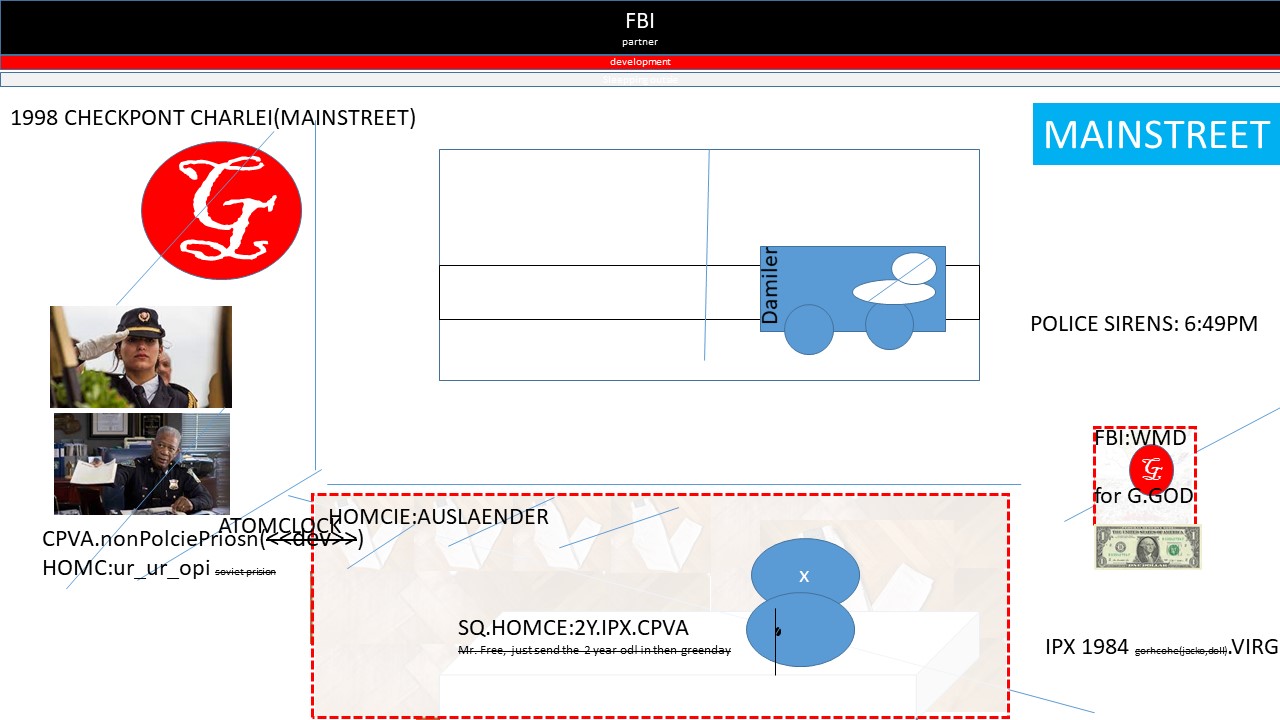 FBI
partner
development
1998 CHECKPONT CHARLEI(MAINSTREET)
MAINSTREET
G
Damiler
POLICE SIRENS: 6:49PM
FBI:WMD
G
for G.GOD
ATOMCLOCK
CPVA.nonPolciePriosn(<<dev>>)
HOMC:ur_ur_opi soviet prision
HOMCIE:AUSLAENDER
x
SQ.HOMCE:2Y.IPX.CPVA
Mr. Free, just send the 2 year odl in then greenday
IPX 1984 gorhcohe(jacko,doll).VIRG